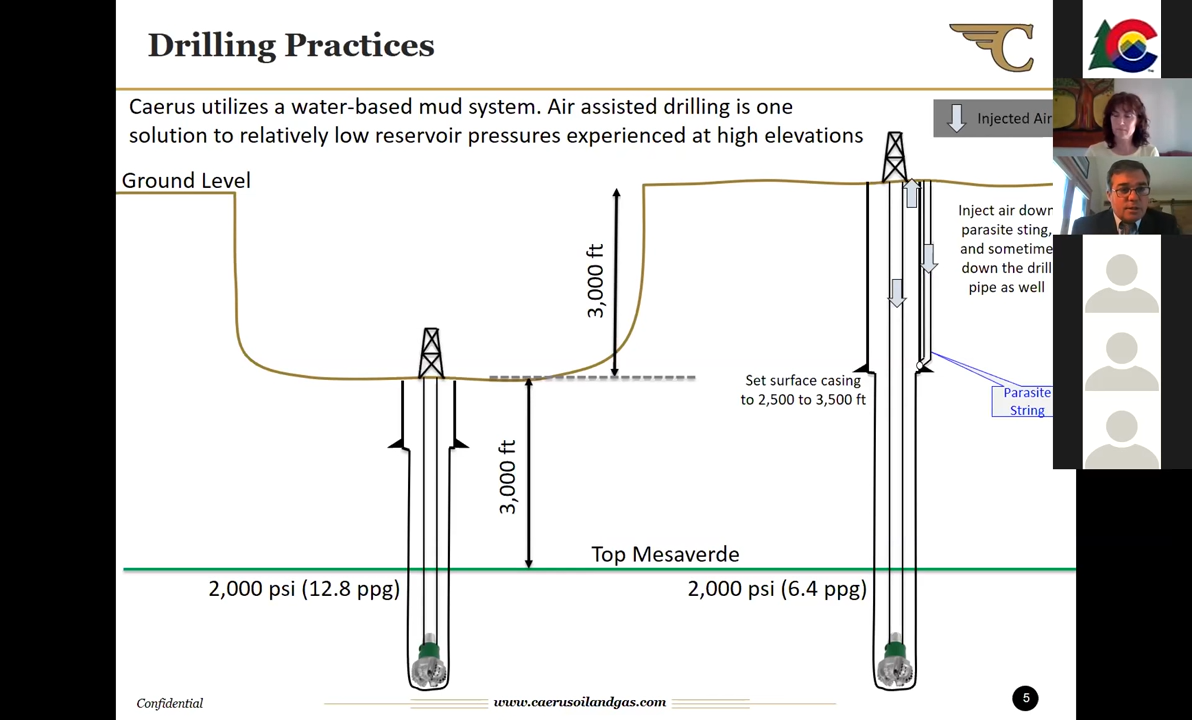 Drilling Practices
Caerus utilizes a water-based mud system. Air assisted drilling is one
solution to relatively low reservoir pressures experienced at high elevations
Injected Air
Ground Level
Inject air down
parasite sting,
and sometime
down the drill
pipe as well
3,000 ft
Set surface casing
to 2,500 to 3,500 ft
Parasite
String
3,000 ft
Top Mesaverde
2,000 psi (12.8 ppg)
2,000 psi (6.4 ppg)
Confidential
www.caerusoilandgas.com
5